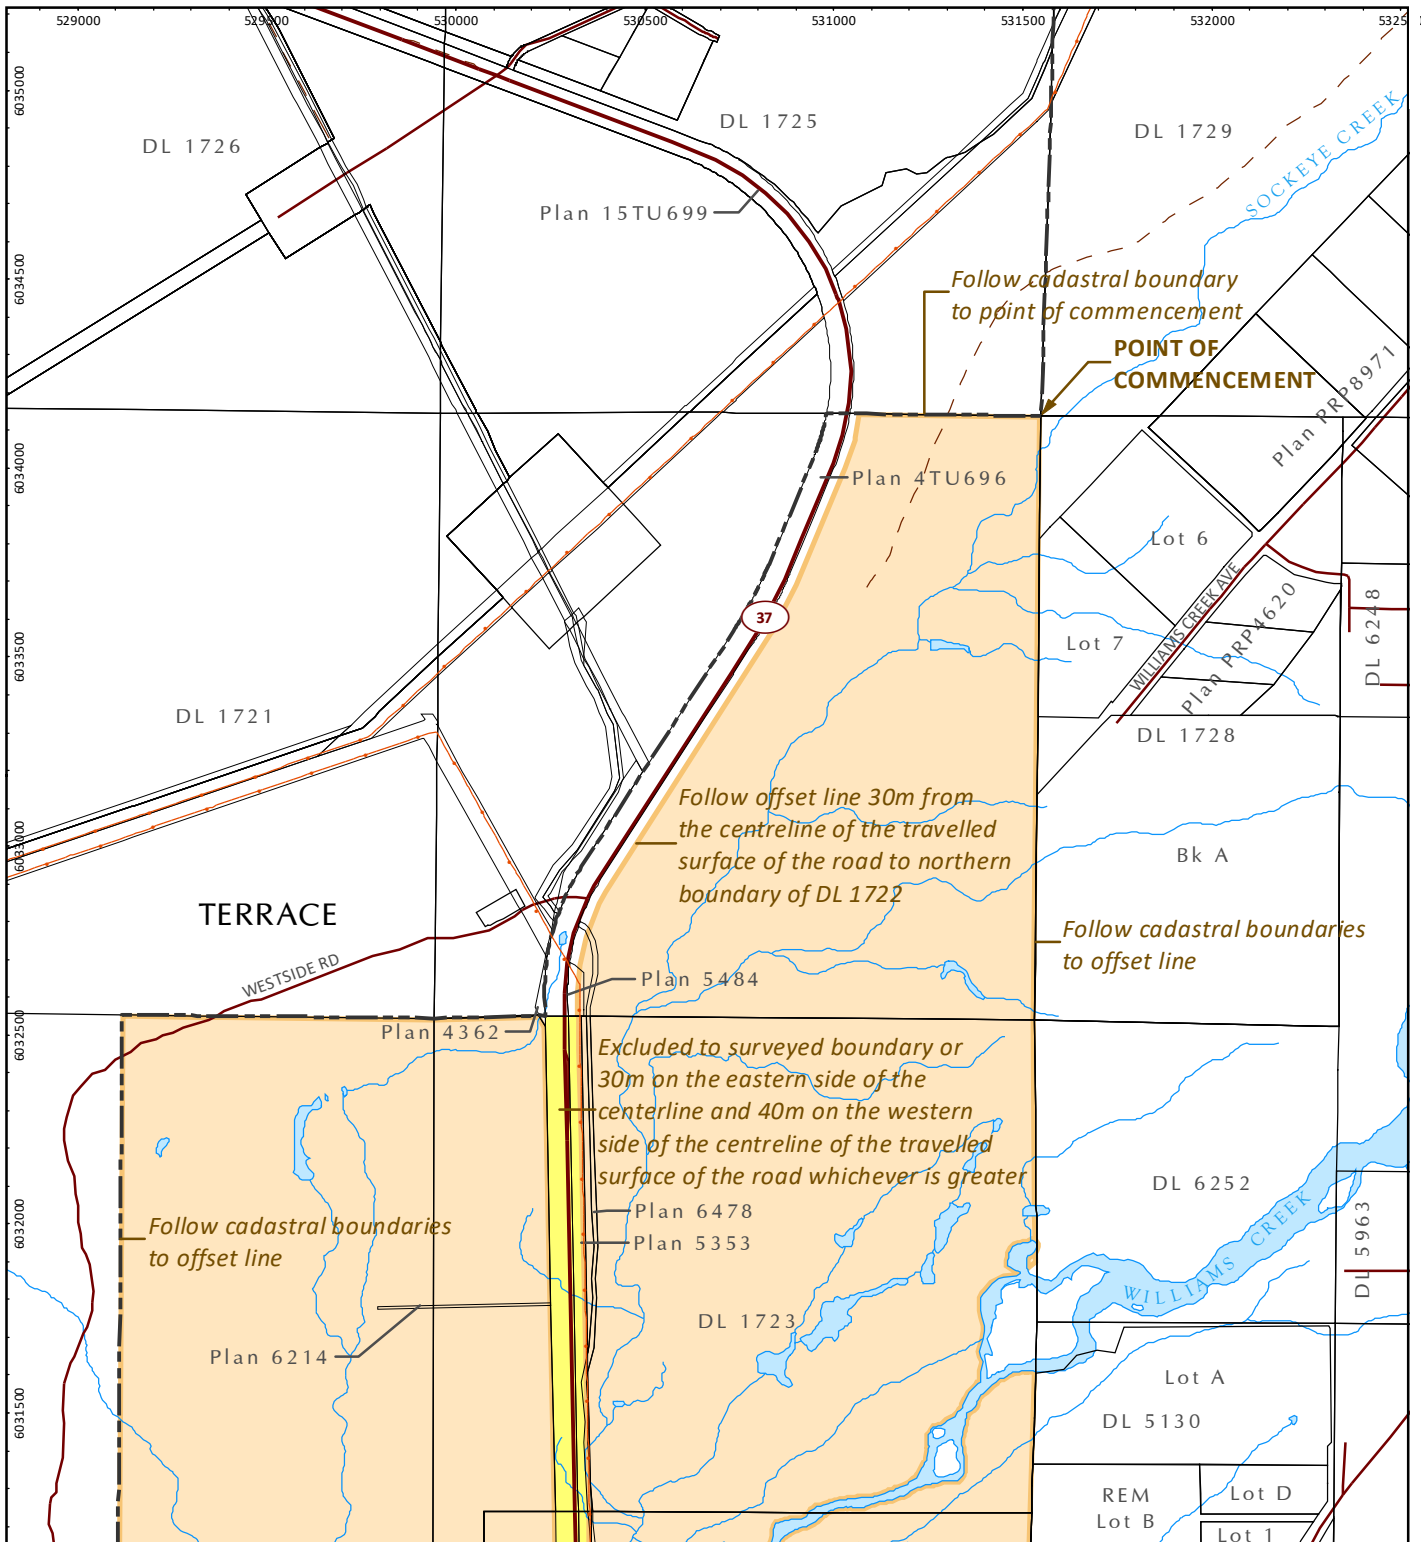 529000
529500
530000
530500
531000
531500
532000
6035000
DL 1725
DL 1729
DL 1726
SOCKEYE CREEK
Plan 15TU699
6034500
Follow cadastral boundary
to point of commencement
POINT OF
COMMENCEMENT
Plan PRP8971
6034000
Plan 4TU696
Lot 6
WILLIAMS CREEK AVE
Plan PRP4620
DL 6248
37
6033500
Lot 7
DL 1721
DL 1728
Follow offset line 30m from
the centreline of the travelled
surface of the road to northern
boundary of DL 1722
6033000
Bk A
TERRACE
Follow cadastral boundaries
to offset line
WESTSIDE RD
Plan 5484
6032500
Plan 4362
Excluded to surveyed boundary or
30m on the eastern side of the
centerline and 40m on the western
side of the centreline of the travelled
surface of the road whichever is greater
DL 6252
6032000
Plan 6478
Follow cadastral boundaries
to offset line
Plan 5353
DL 5963
WILLIAMS CREEK
DL 1723
Plan 6214
Lot A
6031500
DL 5130
REM
Lot B
Lot D
Lot 1